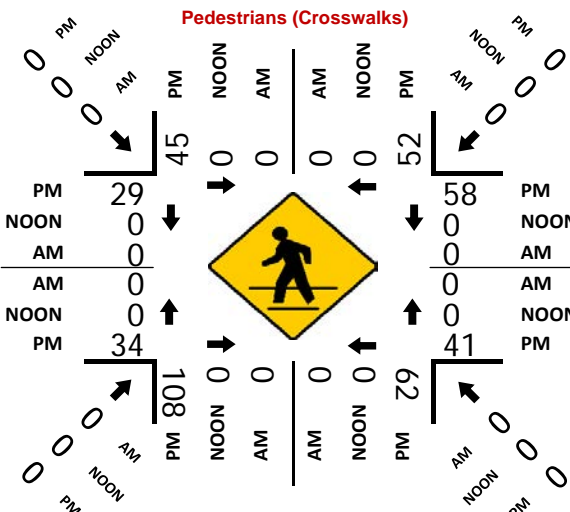 Pedestrians (Crosswalks)
0 PM
0 NOON
0 AM
PM NOON AM AM NOON PM
PM 0
NOON 0
AM 0
45 0 0 0 0 52
PM 29 58 PM
NOON 0 0 NOON
AM 0 0 AM
AM 0 0 AM
NOON 0 0 NOON
PM 34 41 PM
108 0 0 0 0 62
PM NOON AM AM NOON PM
0 AM
0 NOON
0 PM
AM 0
NOON 0
PM 0